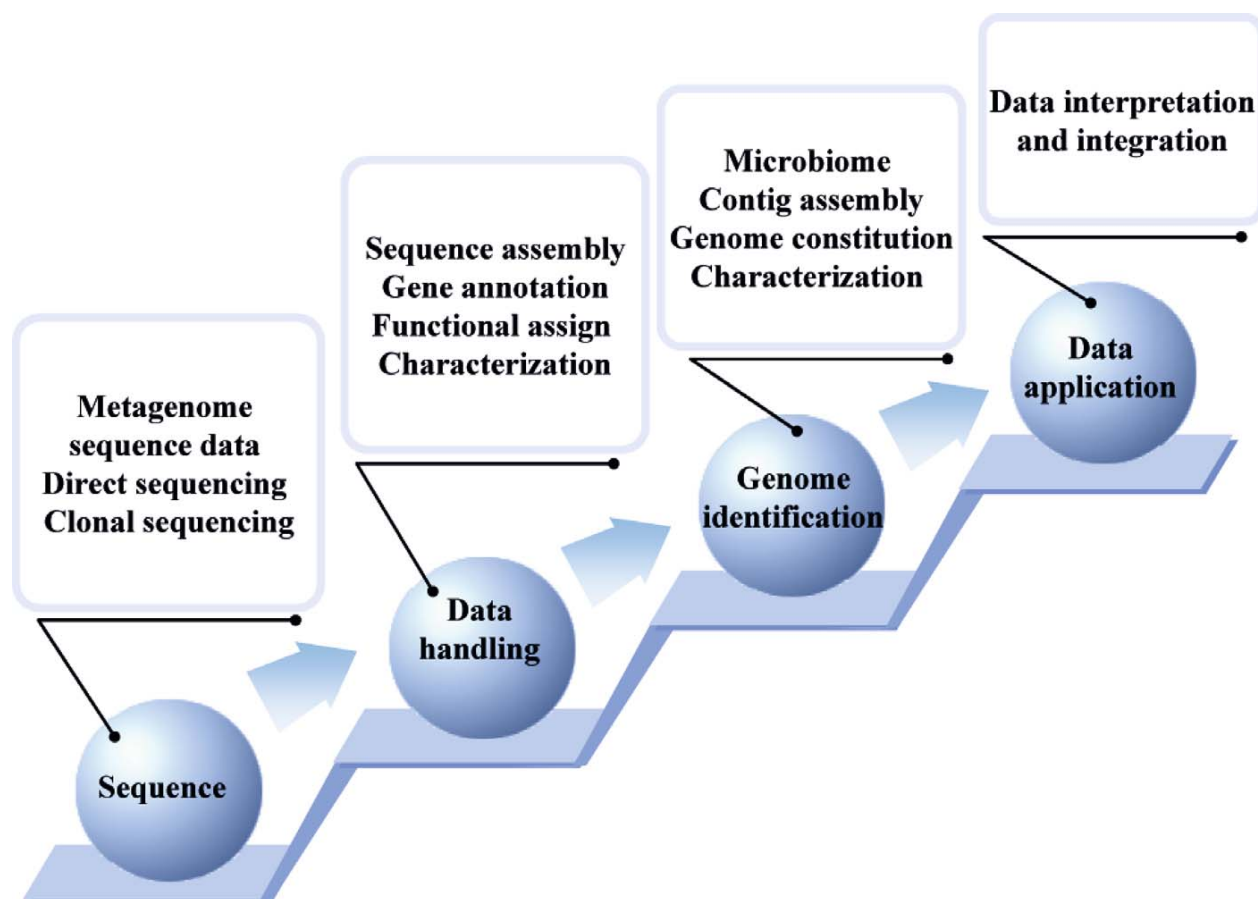 Metagenome
sequence data
Direct sequencing
Clonal sequencing
Sequence
Sequence assembly
Gene annotation
Functional assign
Characterization
Data
handling
Microbiome
Contig assembly
Genome constitution
Characterization
Genome
identification
Data interpretation
and integration
Data
application